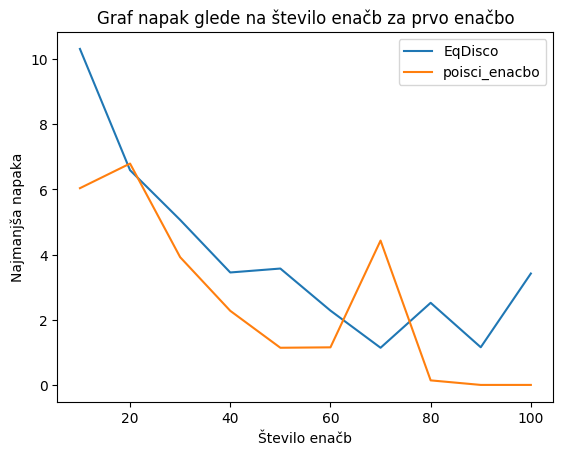 Graf napak glede na število enačb za prvo enačbo
EqDisco
poisci_enacbo
Najmanjša napaka
10
8
6
4
2
0
20
40
60
80
100
Število enačb